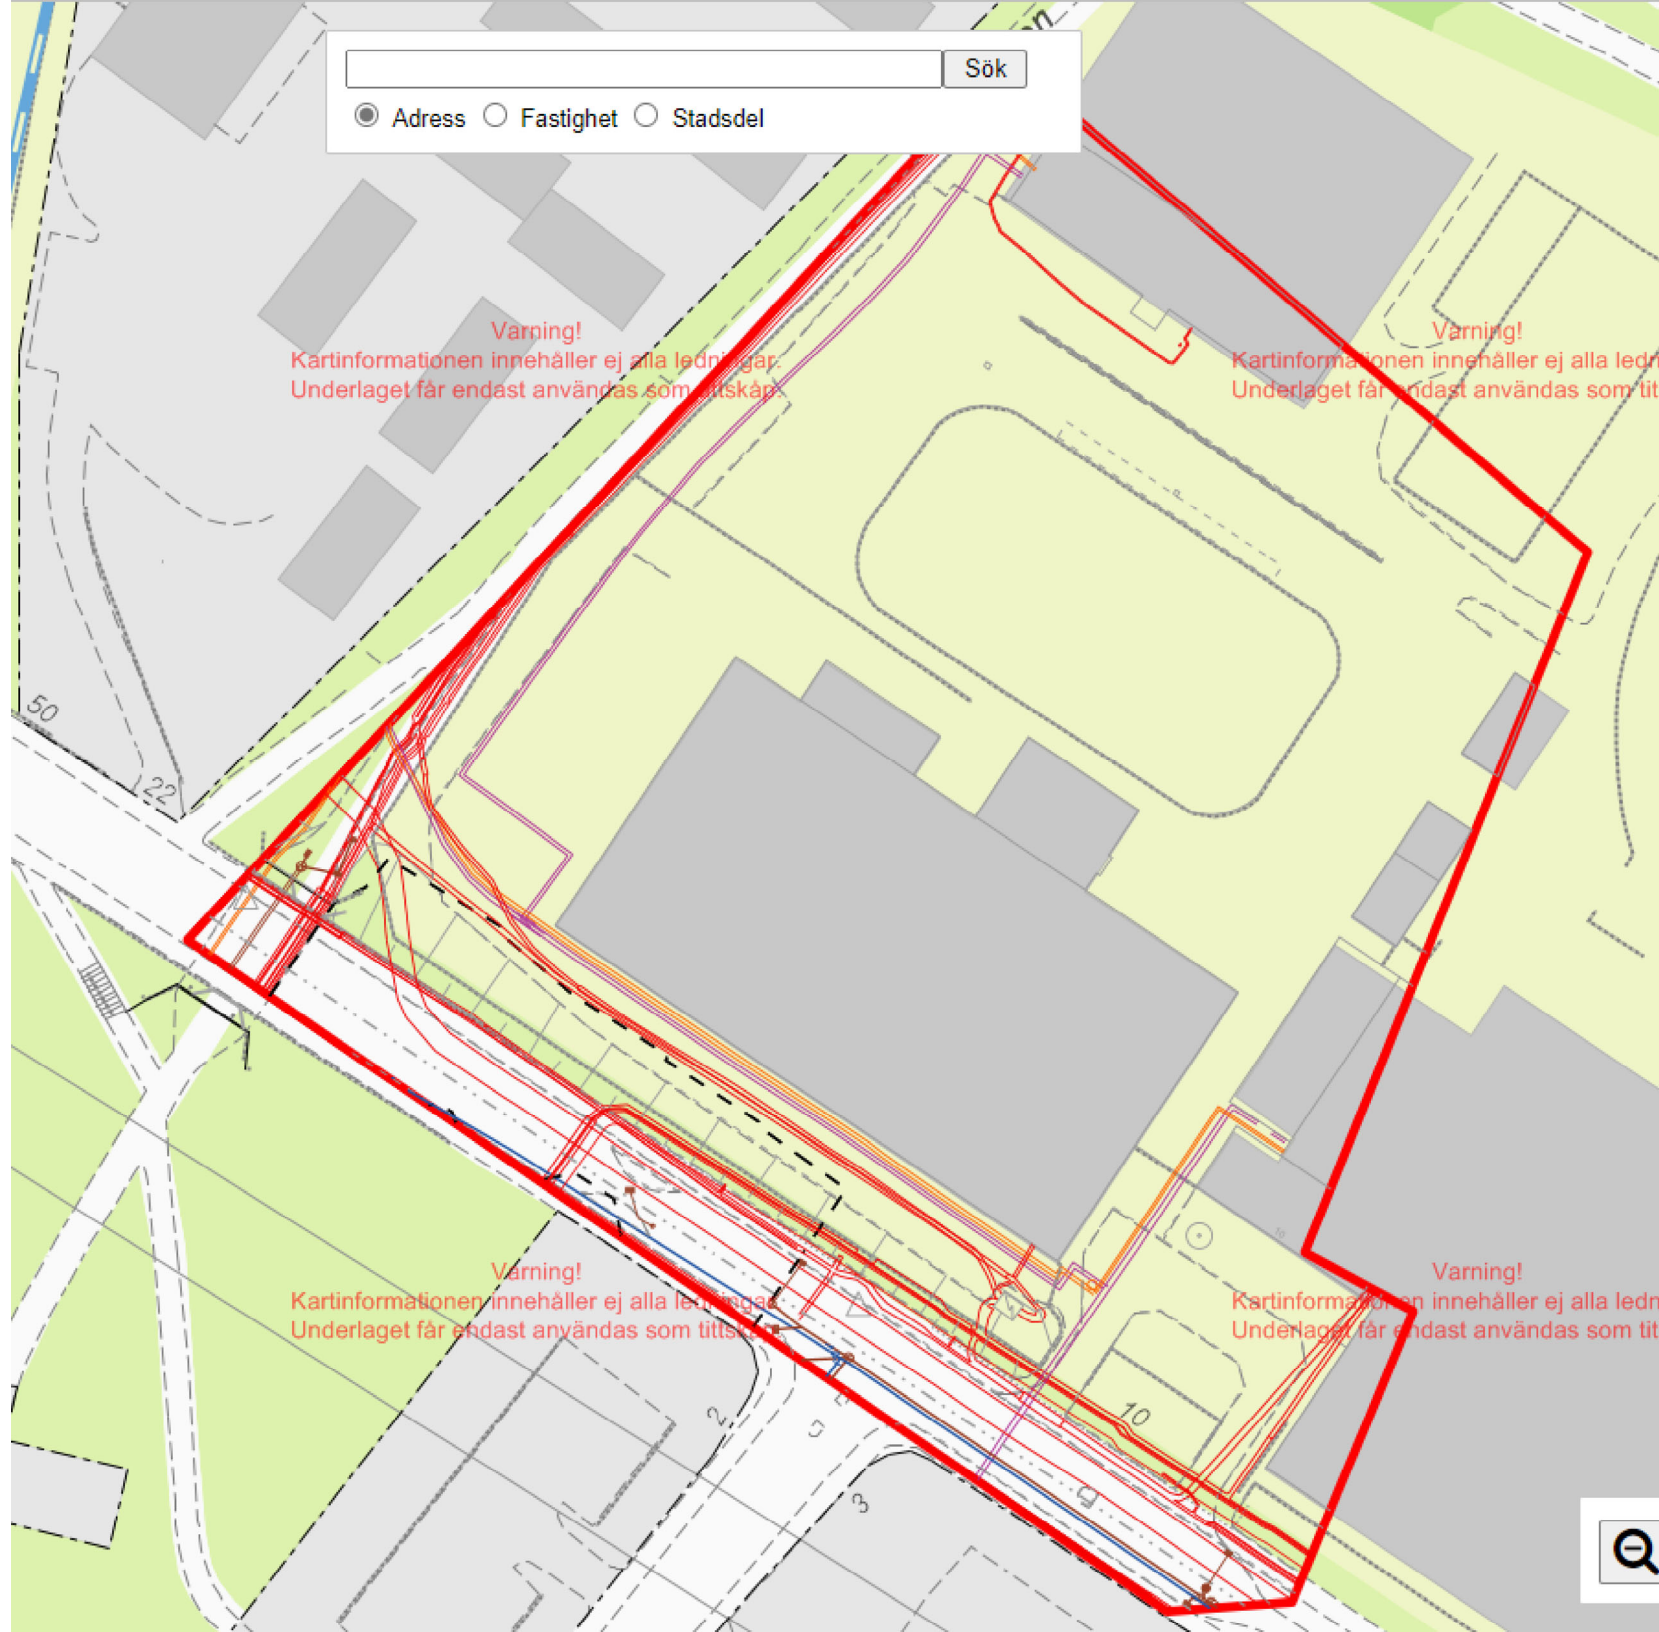 Sök
Adress Fastighet Stadsdel
Varning!
Kartinformationen innehåller ej alla ledningar.
Underlaget får endast användas som tittskåp.
Varning!
Kartinformationen innehåller ej alla ledn
Underlaget får endast användas som tit
50
22
Varning!
Kartinformationen innehåller ej alla ledningar.
Underlaget får endast användas som tittskåp.
Varning!
Kartinformationen innehåller ej alla ledn
Underlaget får endast användas som tit
10
2
3
g